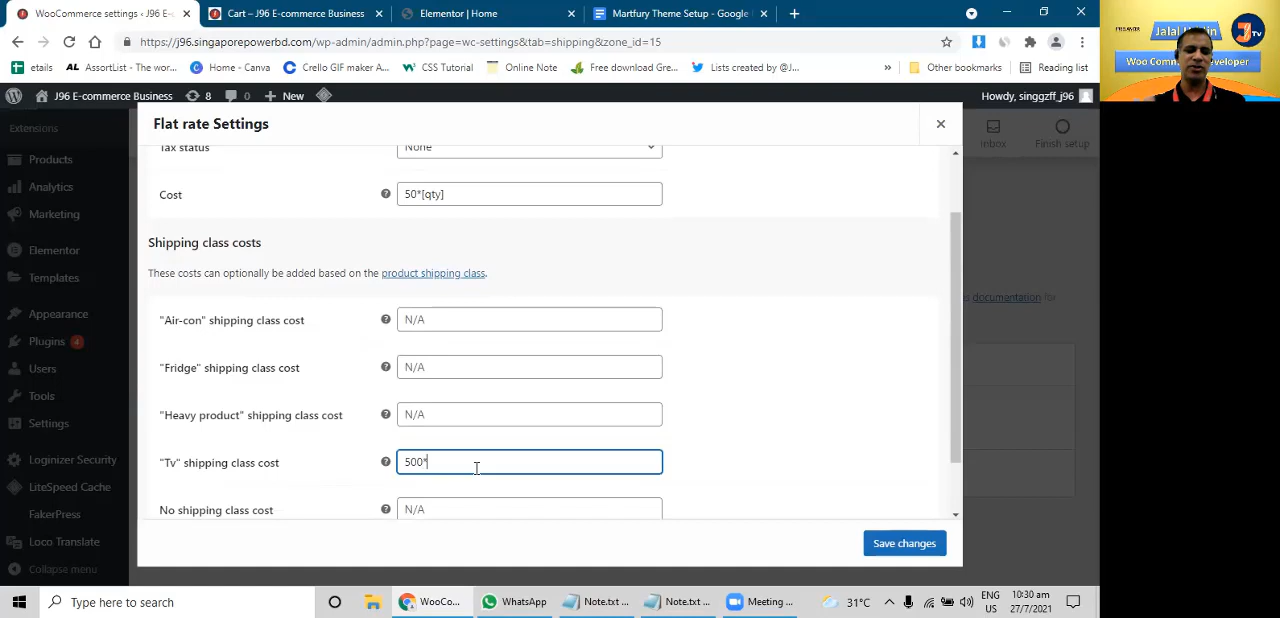 WooCommerce settings ‹ J96 E-c
Cart – J96 E-commerce Business
Elementor | Home
Martfury Theme Setup - Google
https://j96.singaporepowerbd.com/wp-admin/admin.php?page=wc-settings&tab=shipping&zone_id=15
etails
AssortList - The wor...
Home - Canva
Crello GIF maker A...
CSS Tutorial
Online Note
Free download Gre...
Lists created by @J...
»
Other bookmarks
Reading list
J96 E-commerce Business
8
0
New
Howdy, singgzff_j96
Extensions
Products
Analytics
Marketing
Elementor
Templates
Appearance
Plugins 4
Users
Tools
Settings
Loginizer Security
LiteSpeed Cache
FakerPress
Loco Translate
Collapse menu
Inbox
Finish setup
documentation for
Flat rate Settings
Tax status
None
Cost
50*[qty]
Shipping class costs
These costs can optionally be added based on the product shipping class.
"Air-con" shipping class cost
N/A
"Fridge" shipping class cost
N/A
"Heavy product" shipping class cost
N/A
"Tv" shipping class cost
500*
No shipping class cost
N/A
Save changes
Type here to search
WooCo...
WhatsApp
Note.txt ...
Note.txt ...
Meeting ...
31°C
ENG
US
10:30 am
27/7/2021